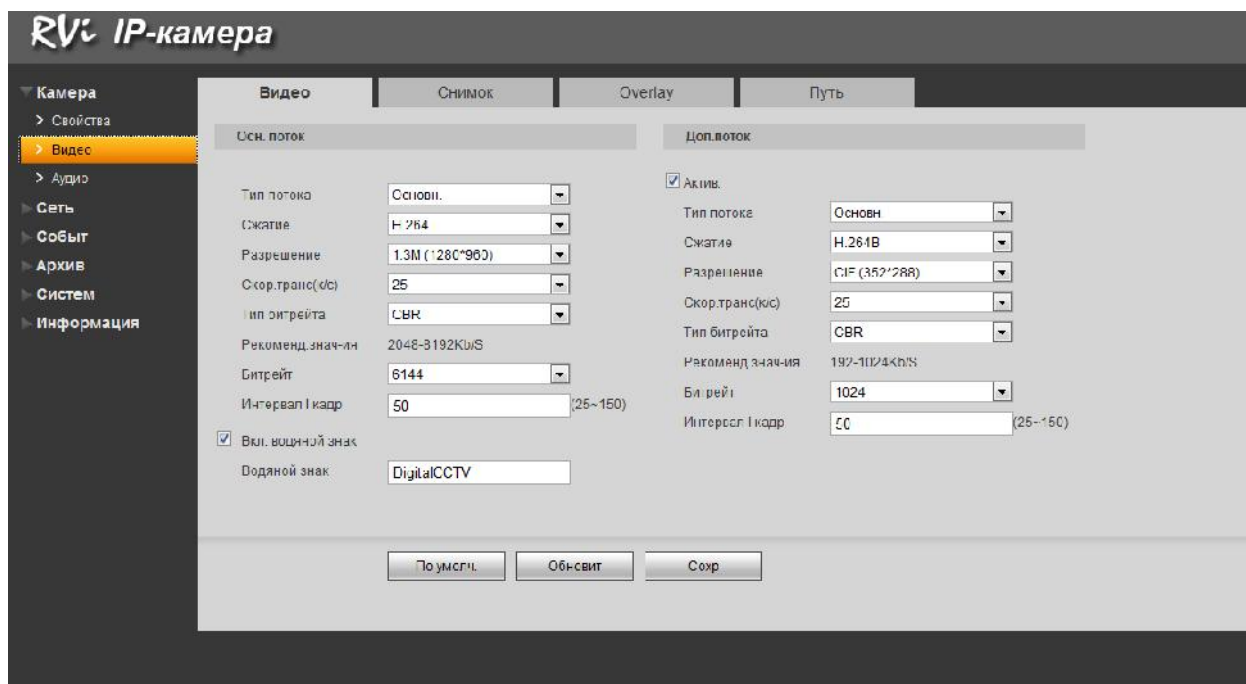 RVi IP-камера
Камера
> Свойства
> Видео
> Аудио
Сеть
Событ
Архив
Систем
Информация
Видео
Снимок
Overlay
Путь
Осн. поток
Тип потока
Основн.
Сжатие
H.264
Разрешение
1.3M (1280*960)
Скор.транс(к/с)
25
Тип битрейта
CBR
Рекоменд.знач-ия
2048-8192Kb/S
Битрейт
6144
Интервал I кадр
50
(25~150)
Вкл. водяной знак
Водяной знак
DigitalCCTV
Доп.поток
Актив.
Тип потока
Основн
Сжатие
H.264B
Разрешение
CIF (352*288)
Скор.транс(к/с)
25
Тип битрейта
CBR
Рекоменд.знач-ия
192-1024Kb/S
Битрейт
1024
Интервал I кадр
50
(25~150)
По умолч.
Обновит
Сохр